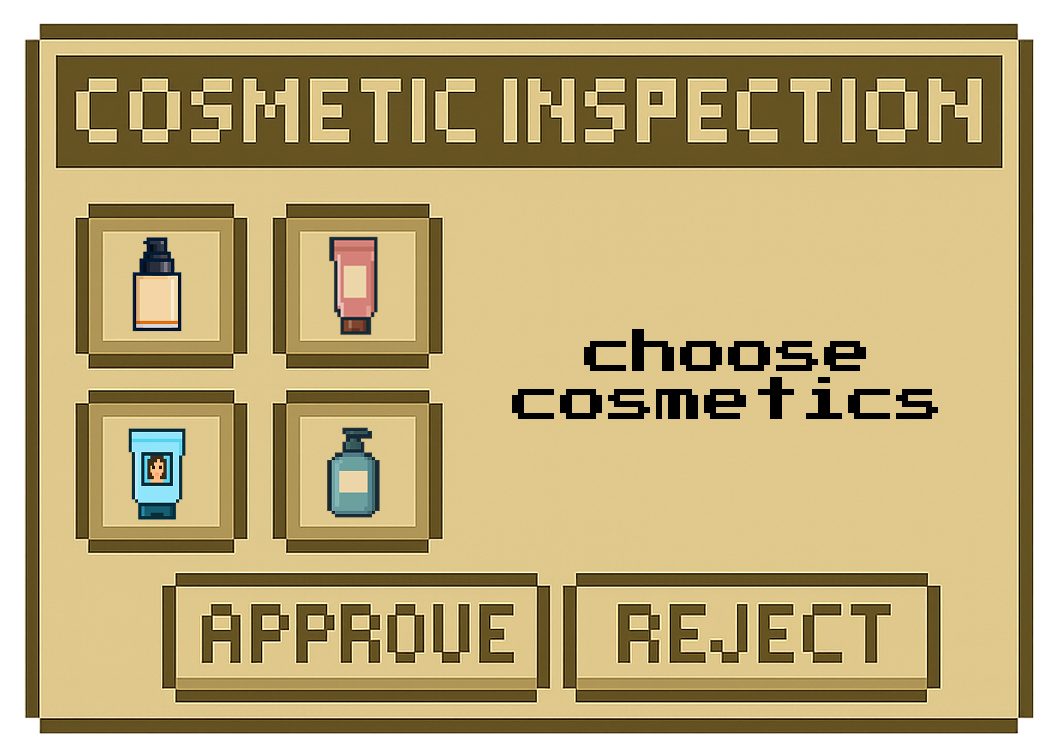 COSMETIC INSPECTION
choose
cosmetics
APPROVE
REJECT